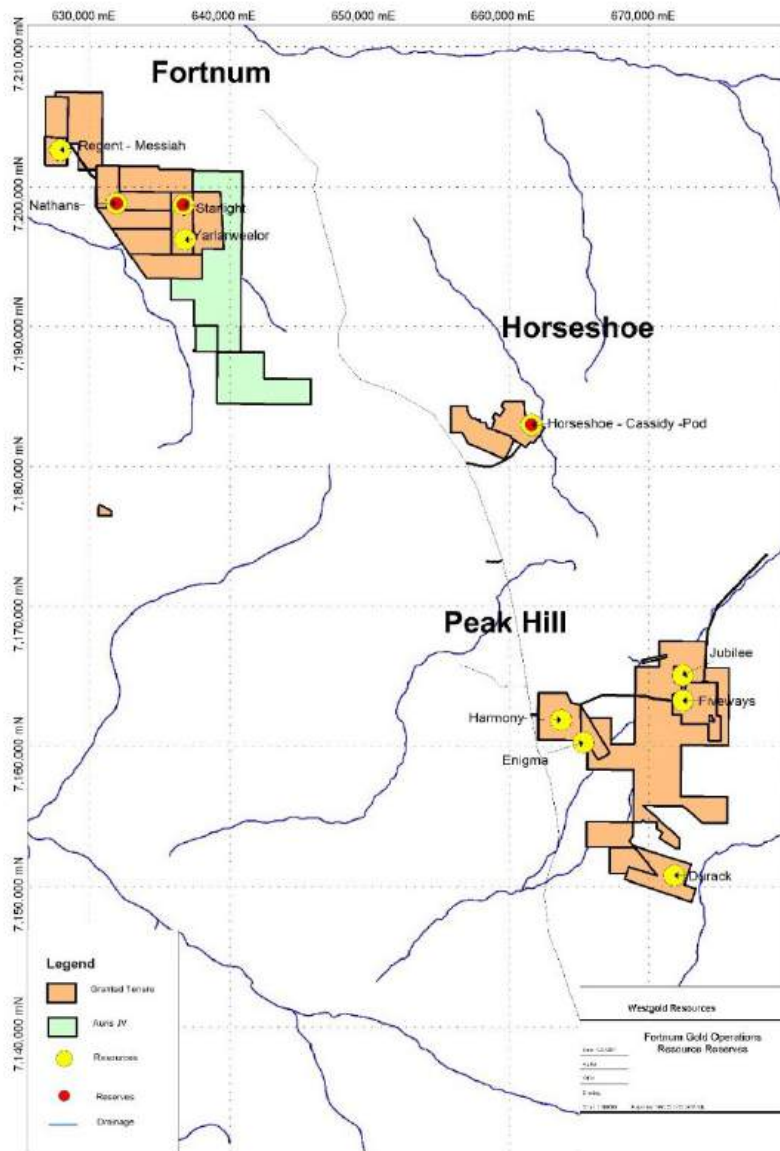 630,000 mE
640,000 mE
650,000 mE
660,000 mE
670,000 mE
7,210,000 mN
Fortnum
Regent - Messiah
7,200,000 mN
Nathans
Starlight
Yarlarweelor
7,190,000 mN
Horseshoe
Horseshoe - Cassidy -Pod
7,180,000 mN
7,170,000 mN
Peak Hill
Jubilee
Fiveways
Harmony
Enigma
7,160,000 mN
Durack
7,150,000 mN
7,140,000 mN
Legend
Granted Tenure
Auris JV
Resources
Reserves
Drainage
Westgold Resources
Fortnum Gold Operations
Resource Reserves